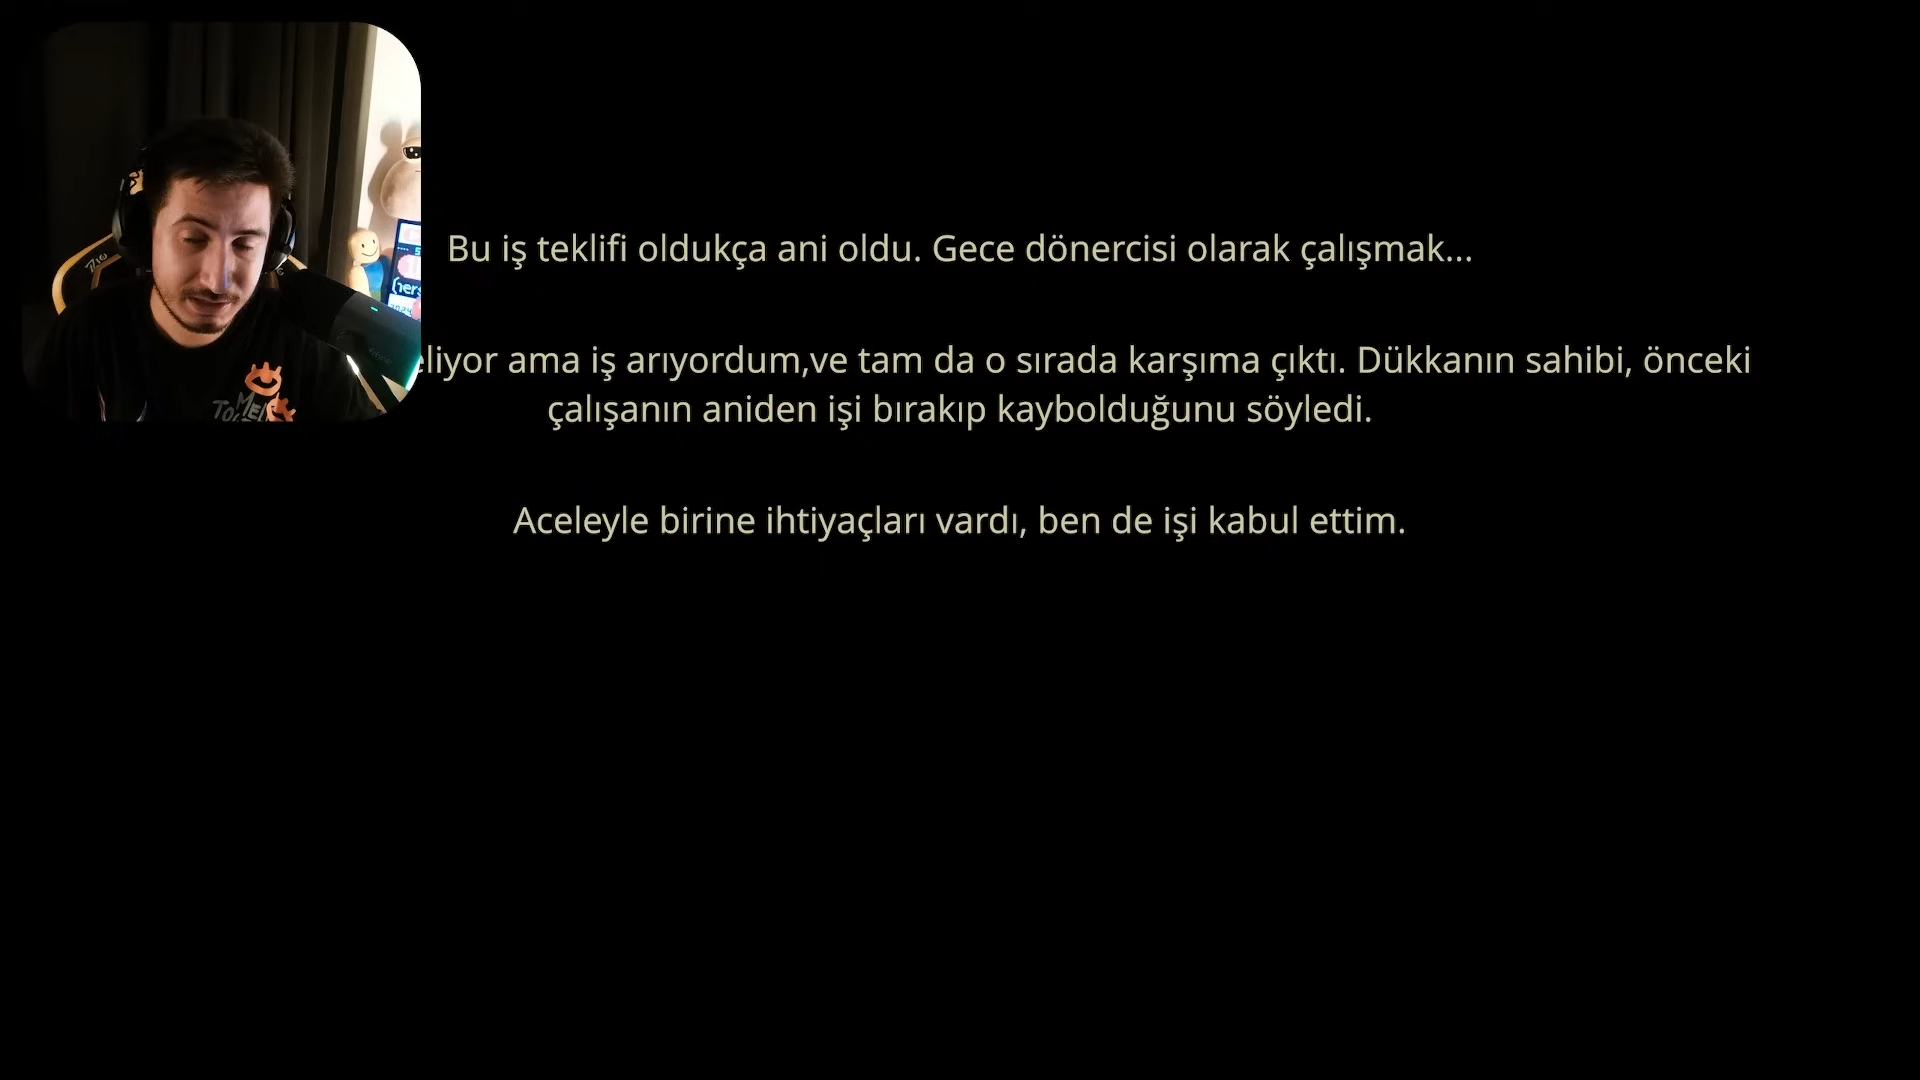 Bu iş teklifi oldukça ani oldu. Gece dönercisi olarak çalışmak...
ama iş arıyordum,ve tam da o sırada karşıma çıktı. Dükkanın sahibi, önceki
çalışanın aniden işi bırakıp kaybolduğunu söyledi.
Aceleyle birine ihtiyaçları vardı, ben de işi kabul ettim.